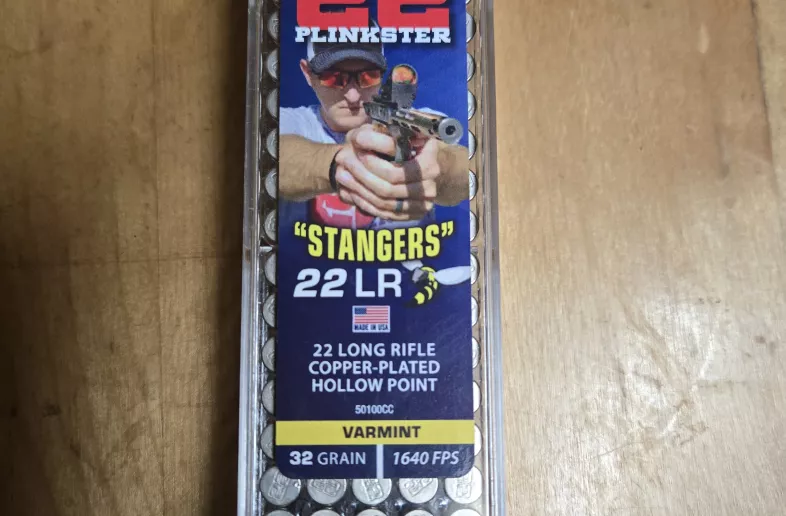 22
PLINKSTER
"STANGERS"
22 LR
MADE IN USA
22 LONG RIFLE
COPPER-PLATED
HOLLOW POINT
50100CC
VARMINT
32 GRAIN 1640 FPS